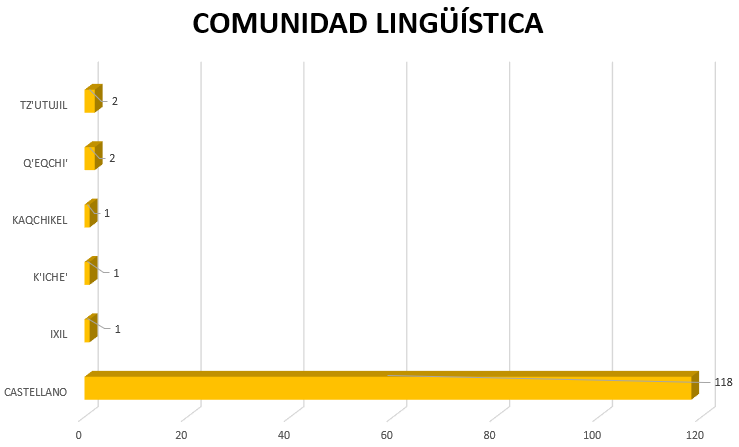 COMUNIDAD LINGÜÍSTICA
TZ'UTUJIL 2
Q'EQCHI' 2
KAQCHIKEL 1
K'ICHE' 1
IXIL 1
CASTELLANO 118
0 20 40 60 80 100 120